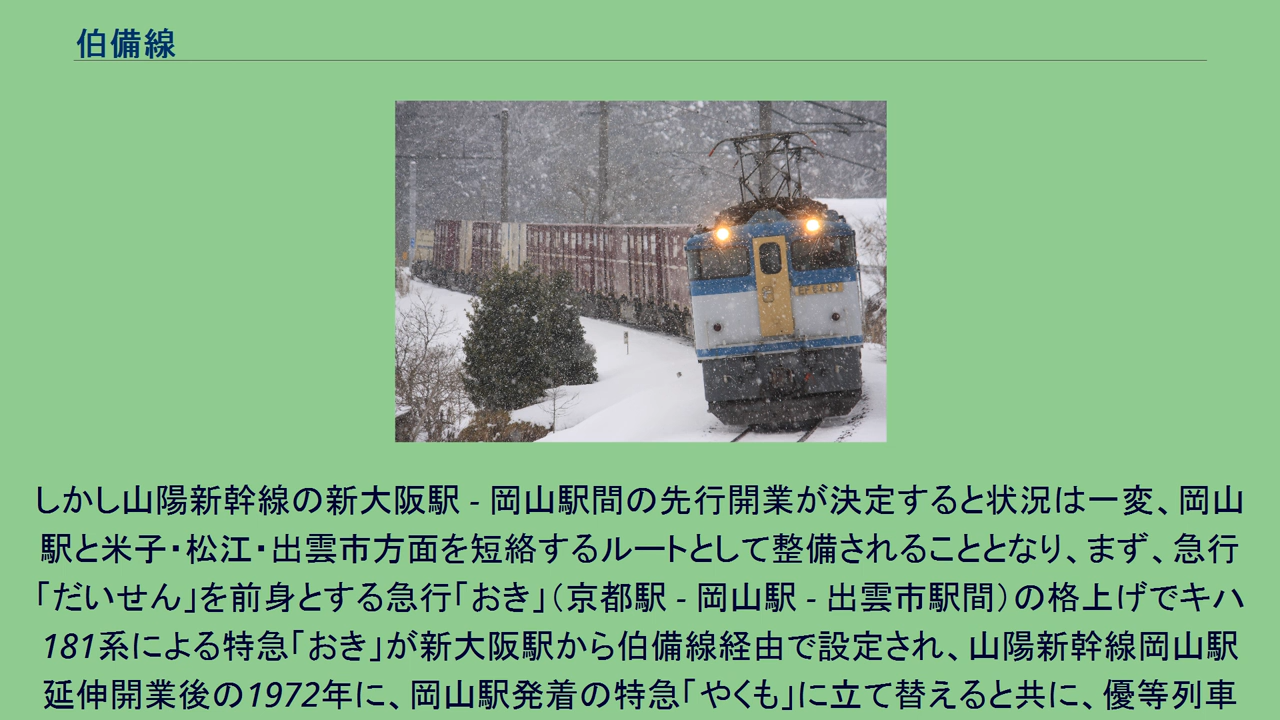 伯備線
しかし山陽新幹線の新大阪駅 - 岡山駅間の先行開業が決定すると状況は一変、岡山
駅と米子・松江・出雲市方面を短絡するルートとして整備されることとなり、まず、急行
「だいせん」を前身とする急行「おき」（京都駅 - 岡山駅 - 出雲市駅間）の格上げでキハ
181系による特急「おき」が新大阪駅から伯備線経由で設定され、山陽新幹線岡山駅
延伸開業後の1972年に、岡山駅発着の特急「やくも」に立て替えると共に、優等列車